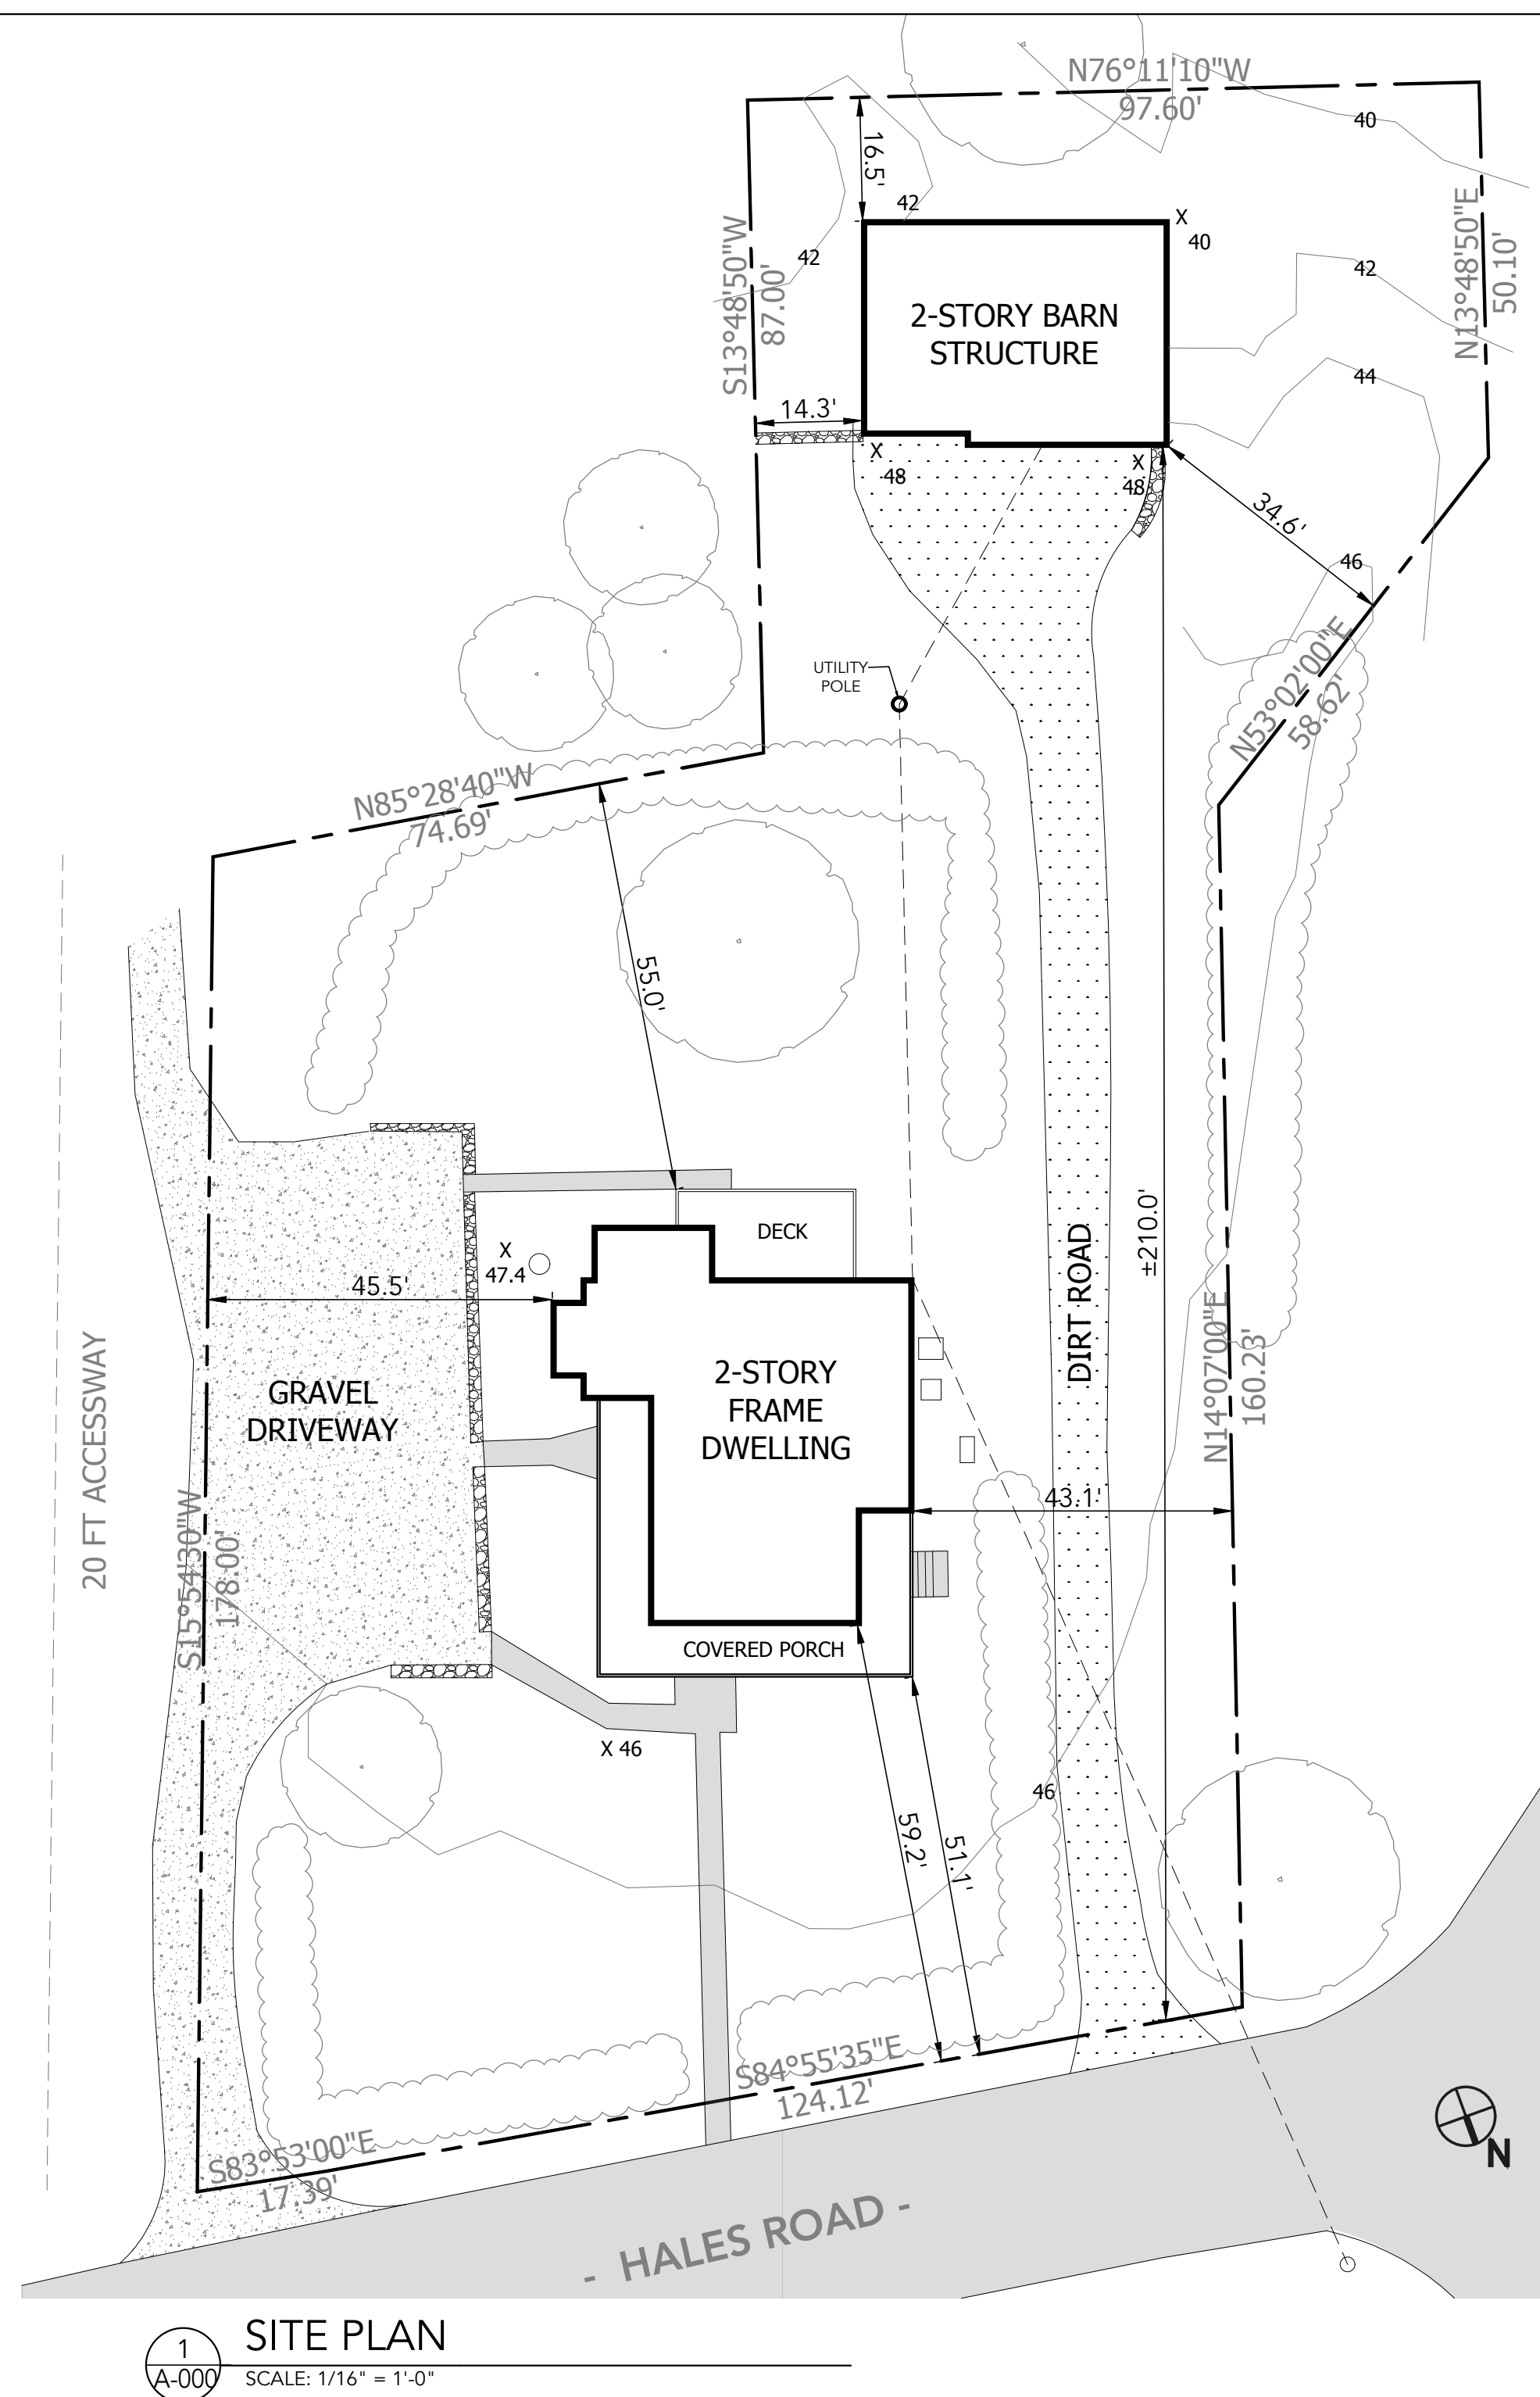 N76°11'10"W
97.60'
40
16.5'
42
X
40
S13°48'50"W
87.00'
42
N13°48'50"E
50.10'
42
2-STORY BARN
STRUCTURE
44
14.3'
X
48
X
48
34.6'
46
UTILITY
POLE
N53°02'00"E
58.62'
N85°28'40"W
74.69'
55.0'
±210.0'
DECK
X
47.4
45.5'
DIRT ROAD
N14°07'00"E
160.23'
20 FT ACCESSWAY
GRAVEL
DRIVEWAY
2-STORY
FRAME
DWELLING
43.1'
S15°54'30"W
178.00'
COVERED PORCH
X 46
46
59.2'
51.1'
S84°55'35"E
124.12'
S83°53'00"E
17.39'
N
- HALES ROAD -
1
A-000
SITE PLAN
SCALE: 1/16" = 1'-0"